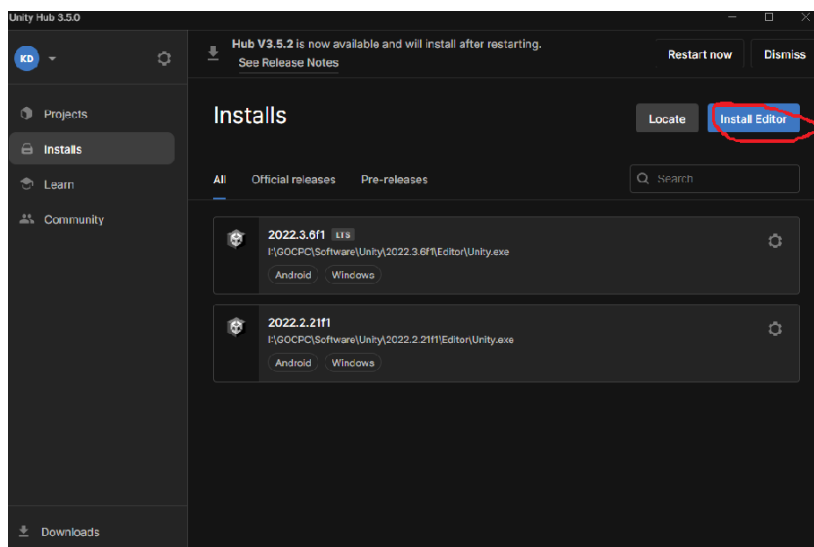 Unity Hub 3.5.0
Hub V3.5.2 is now available and will install after restarting.
See Release Notes
Restart now
Dismiss
KD
Projects
Installs
Learn
Community
Downloads
Installs
Locate
Install Editor
All
Official releases
Pre-releases
Search
2022.3.6f1 LTS
I:\GOCPC\Software\Unity\2022.3.6f1\Editor\Unity.exe
Android
Windows
2022.2.21f1
I:\GOCPC\Software\Unity\2022.2.21f1\Editor\Unity.exe
Android
Windows